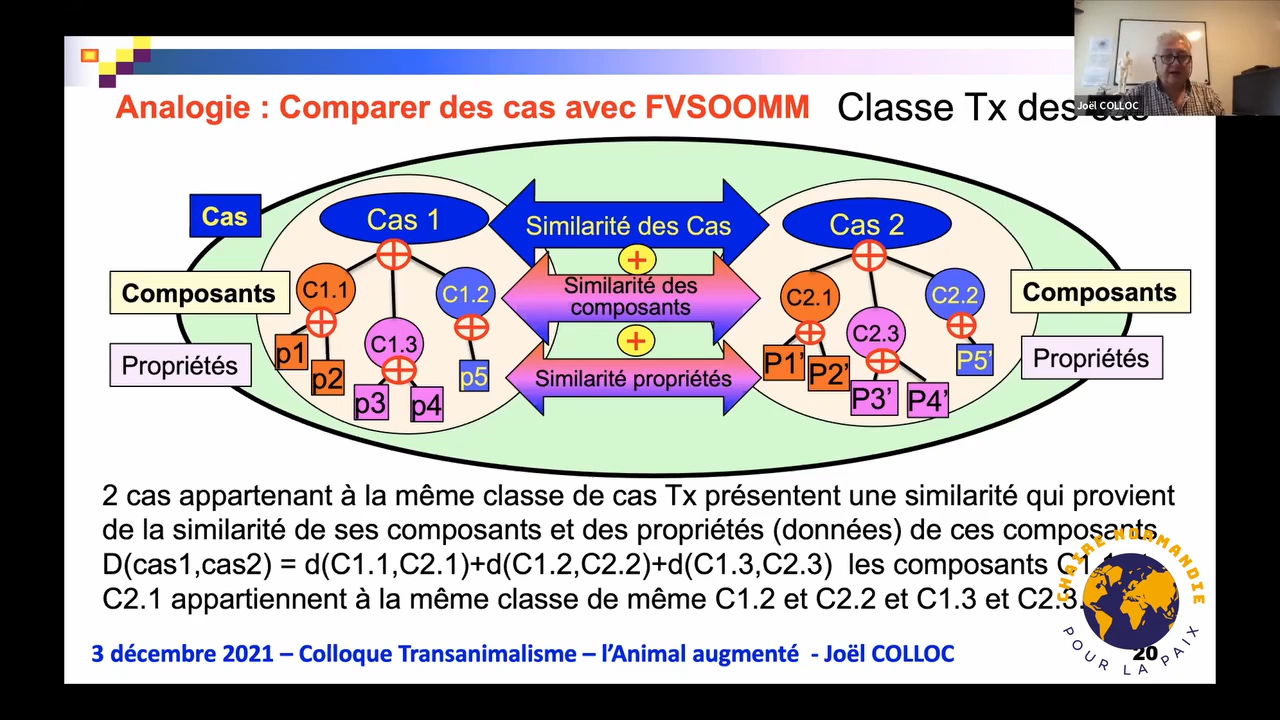 Joël COLLOC
Analogie : Comparer des cas avec FVSOOMM
Classe Tx des cas
Cas
Cas 1
Similarité des Cas
Cas 2
Composants
C1.1
C1.2
C1.3
Similarité des
composants
C2.1
C2.2
C2.3
Composants
Propriétés
p1
p2
p3
p4
p5
Similarité propriétés
P1’
P2’
P3’
P4’
P5’
Propriétés
2 cas appartenant à la même classe de cas Tx présentent une similarité qui provient
de la similarité de ses composants et des propriétés (données) de ces composants.
D(cas1,cas2) = d(C1.1,C2.1)+d(C1.2,C2.2)+d(C1.3,C2.3) les composants C1.1
C2.1 appartiennent à la même classe de même C1.2 et C2.2 et C1.3 et C2.3.
CHAIRE NORMANDIE
POUR LA PAIX
3 décembre 2021 – Colloque Transanimalisme – l’Animal augmenté - Joël COLLOC
20